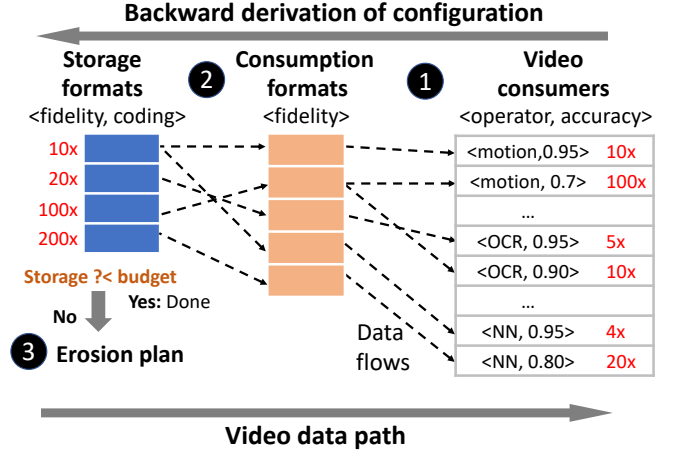 Backward derivation of configuration
Storage
formats
<fidelity, coding>
2
Consumption
formats
<fidelity>
1
Video
consumers
<operator, accuracy>
10x
20x
100x
200x
<motion,0.95> 10x
<motion, 0.7> 100x
...
<OCR, 0.95> 5x
<OCR, 0.90> 10x
...
<NN, 0.95> 4x
<NN, 0.80> 20x
Storage ?< budget
No
Yes: Done
3 Erosion plan
Data
flows
Video data path